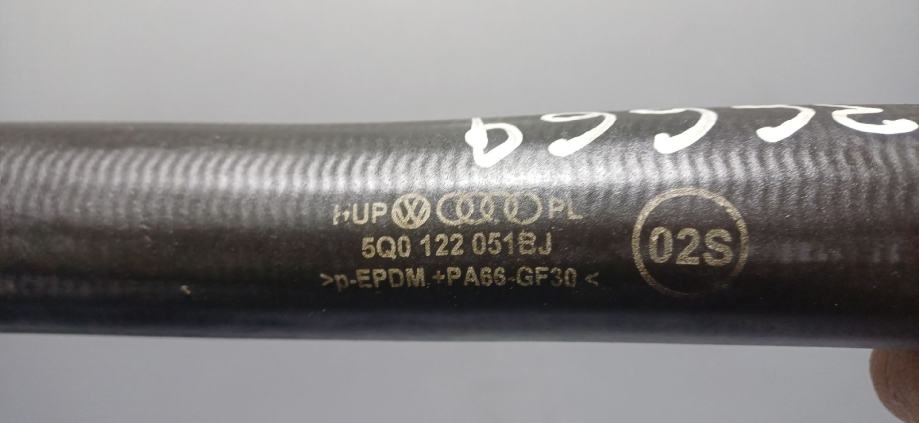 HUP PL
5Q0 122 051BJ
>p-EPDM +PA66-GF30<
02S